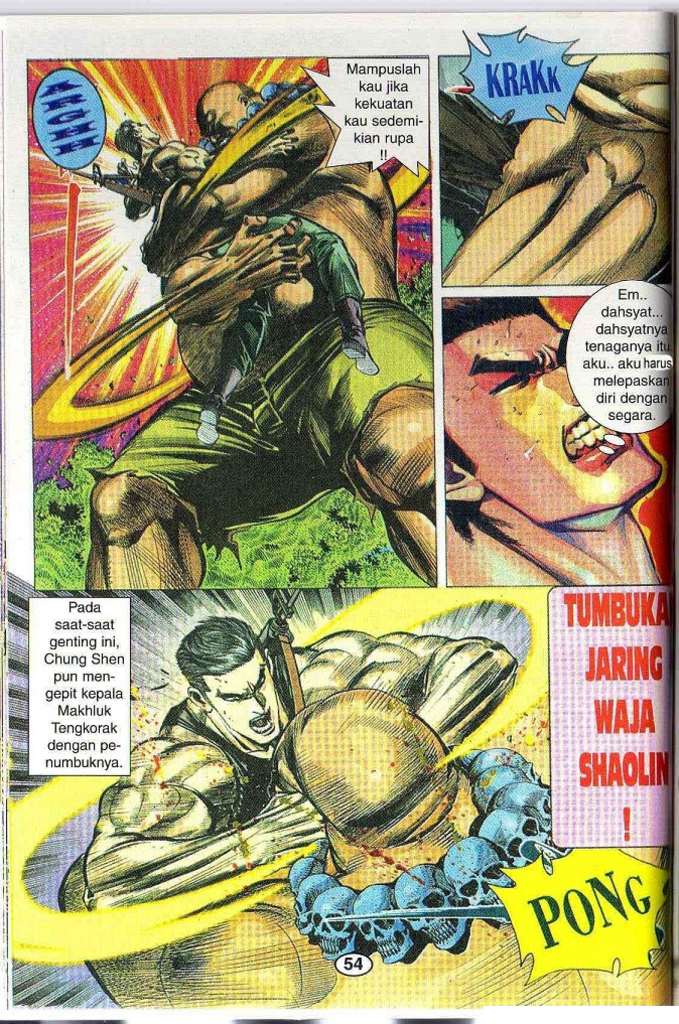 ARGHH
Mampuslah
kau jika
kekuatan
kau sedemi-
kian rupa
!!
KRAKK
Em..
dahsyat...
dahsyatnya
tenaganya itu
aku.. aku harus
melepaskan
diri dengan
segara.
Pada
saat-saat
genting ini,
Chung Shen
pun men-
gepit kepala
Makhluk
Tengkorak
dengan pe-
numbuknya.
TUMBUKA
JARING
WAJA
SHAOLIN
!
PONG
54